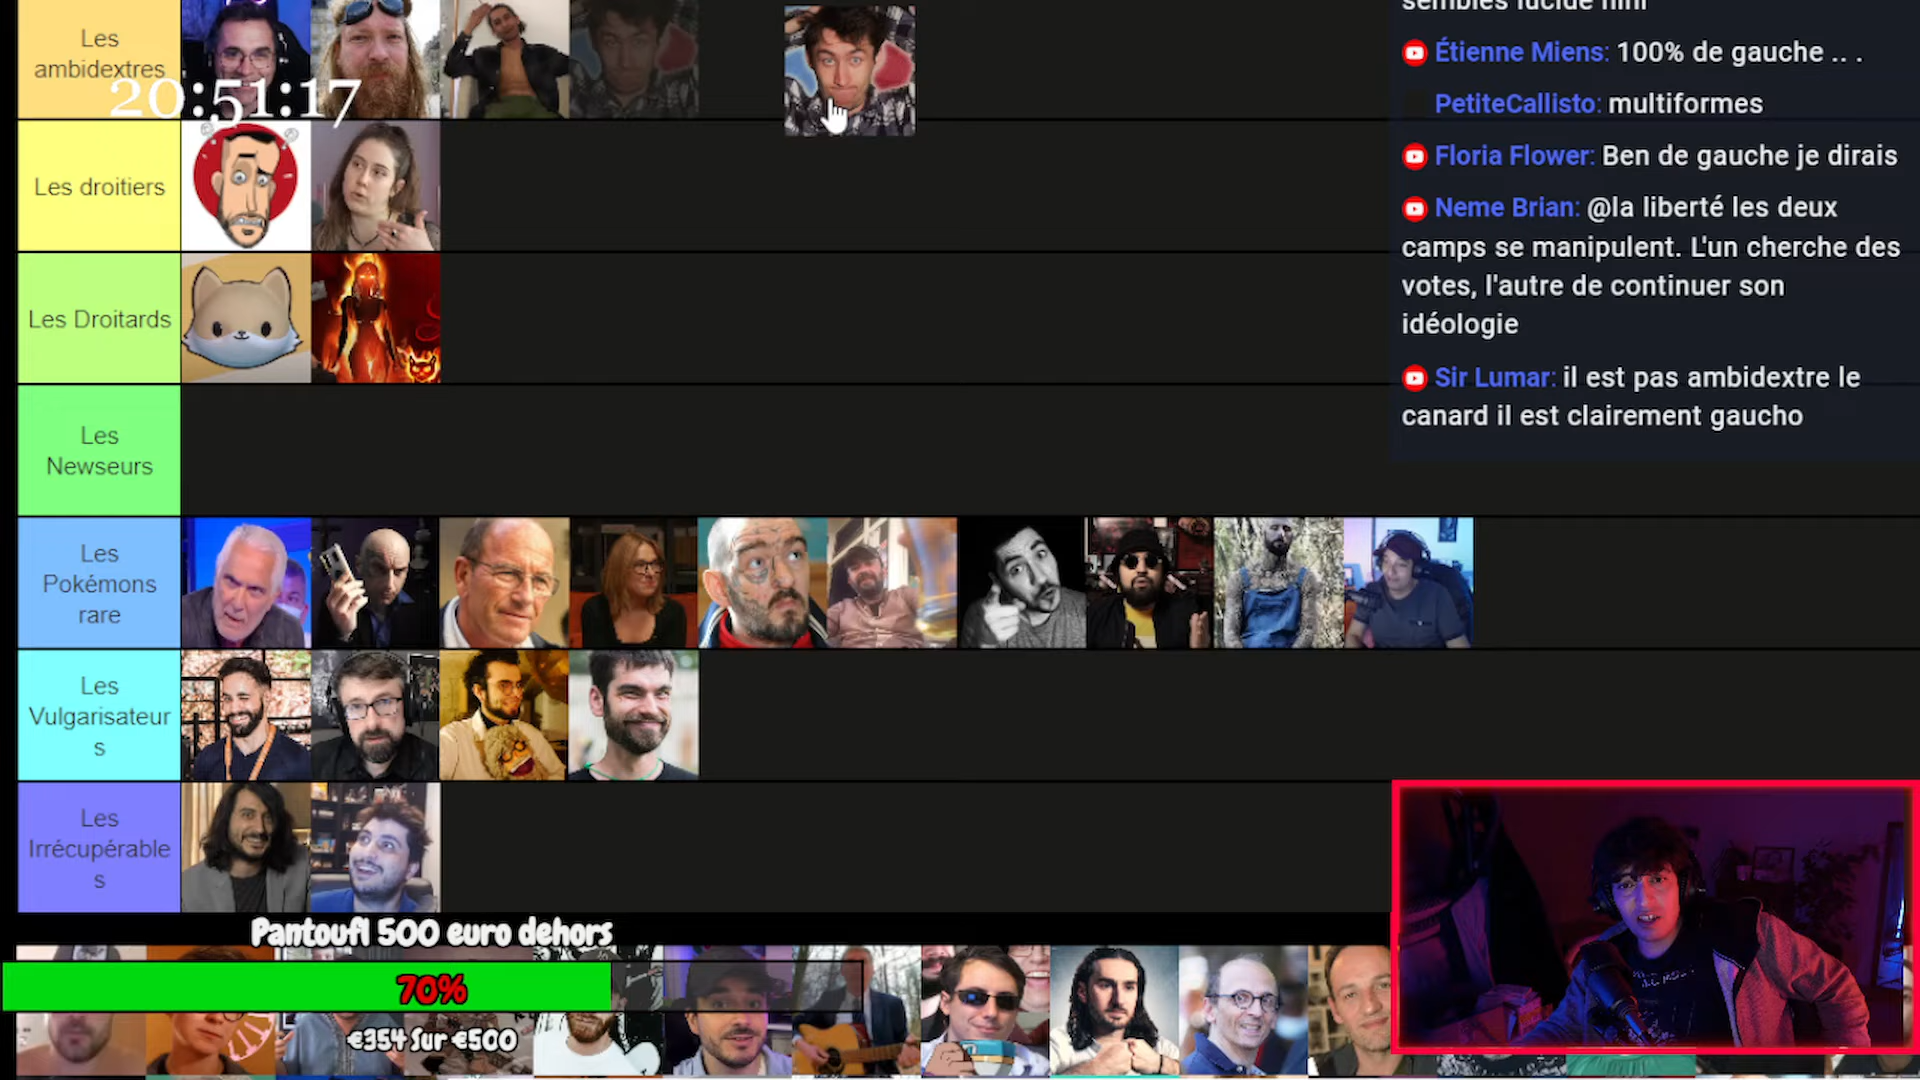 Les
ambidextres
20:51:17
Les droitiers
Les Droitards
Les
Newseurs
Les
Pokémons
rare
Les
Vulgarisateur
s
Les
Irrécupérable
s
Pantoufl 500 euro dehors
70%
€354 Sur €500
sembles lucide hihi
Étienne Miens: 100% de gauche .. .
PetiteCallisto: multiformes
Floria Flower: Ben de gauche je dirais
Neme Brian: @la liberté les deux
camps se manipulent. L'un cherche des
votes, l'autre de continuer son
idéologie
Sir Lumar: il est pas ambidextre le
canard il est clairement gaucho